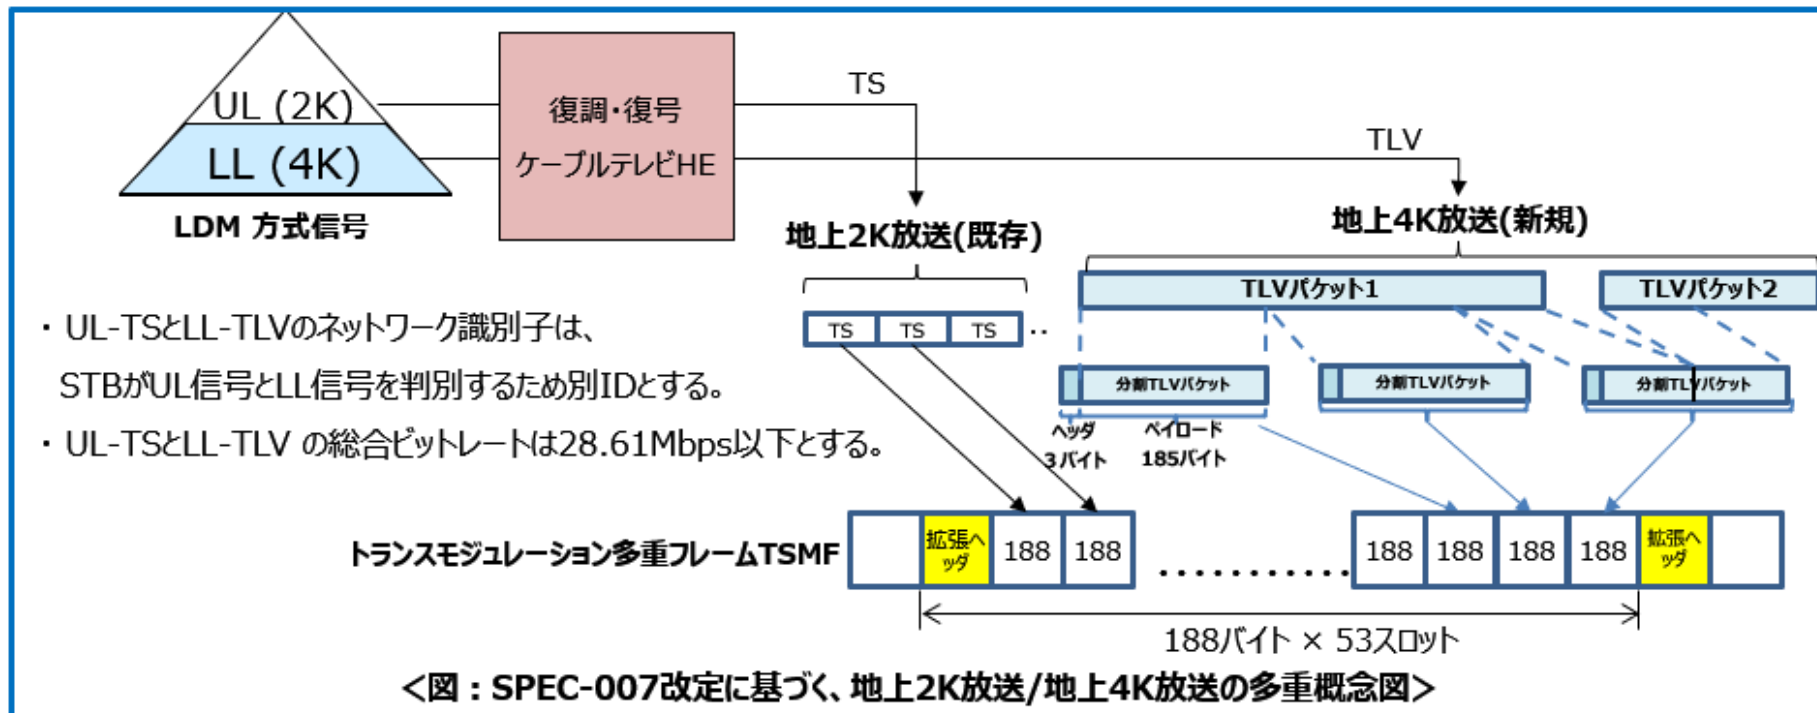 UL (2K)
LL (4K)
LDM 方式信号
復調・復号
ケーブルテレビHE
TS
TLV
地上2K放送(既存)
地上4K放送(新規)
TLVパケット1
TLVパケット2
TS TS TS ‥
分割TLVパケット
分割TLVパケット
分割TLVパケット
ヘッダ
3バイト
ペイロード
185バイト
・ UL-TSとLL-TLVのネットワーク識別子は、
STBがUL信号とLL信号を判別するため別IDとする。
・ UL-TSとLL-TLV の総合ビットレートは28.61Mbps以下とする。
トランスモジュレーション多重フレームTSMF
拡張ヘ
ッダ
188 188
‥‥‥‥‥‥
188 188 188 188
拡張ヘ
ッダ
188バイト × 53スロット
<図：SPEC-007改定に基づく、地上2K放送/地上4K放送の多重概念図>